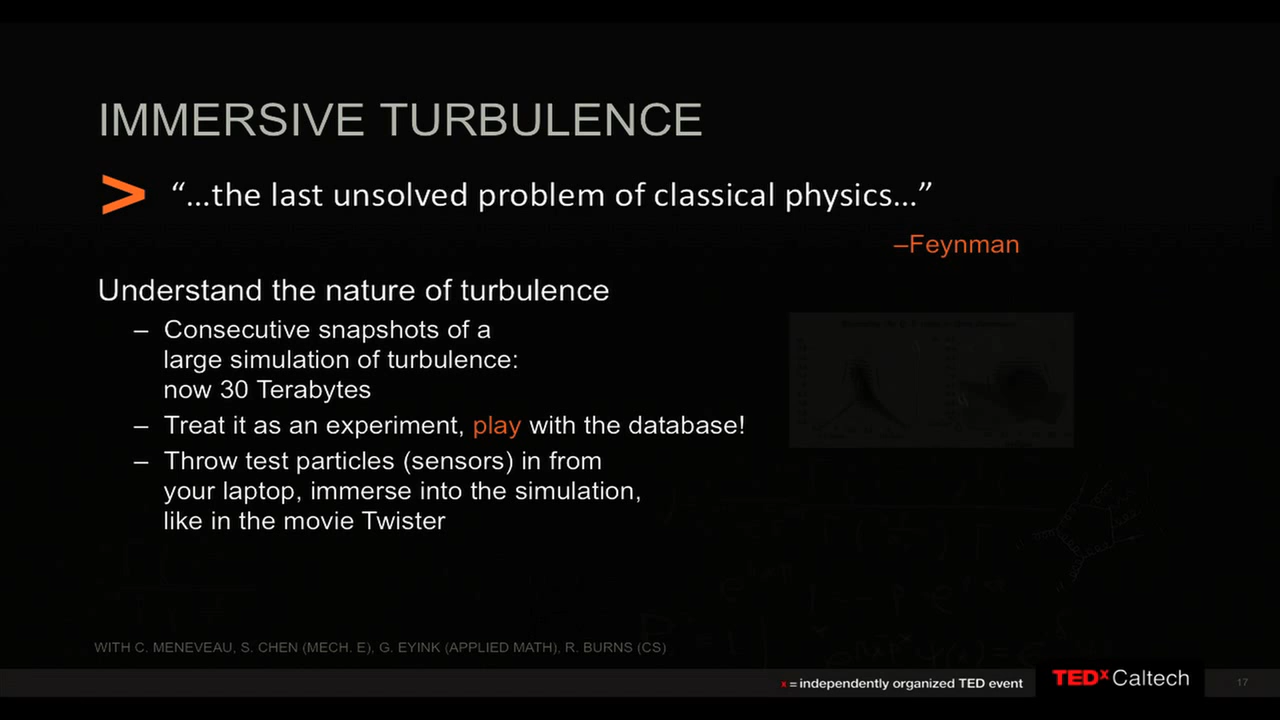 IMMERSIVE TURBULENCE
> “...the last unsolved problem of classical physics...”
–Feynman
Understand the nature of turbulence
– Consecutive snapshots of a
large simulation of turbulence:
now 30 Terabytes
– Treat it as an experiment, play with the database!
– Throw test particles (sensors) in from
your laptop, immerse into the simulation,
like in the movie Twister
WITH C. MENEVEAU, S. CHEN (MECH. E), G. EYINK (APPLIED MATH), R. BURNS (CS)
x = independently organized TED event
TEDx Caltech
17